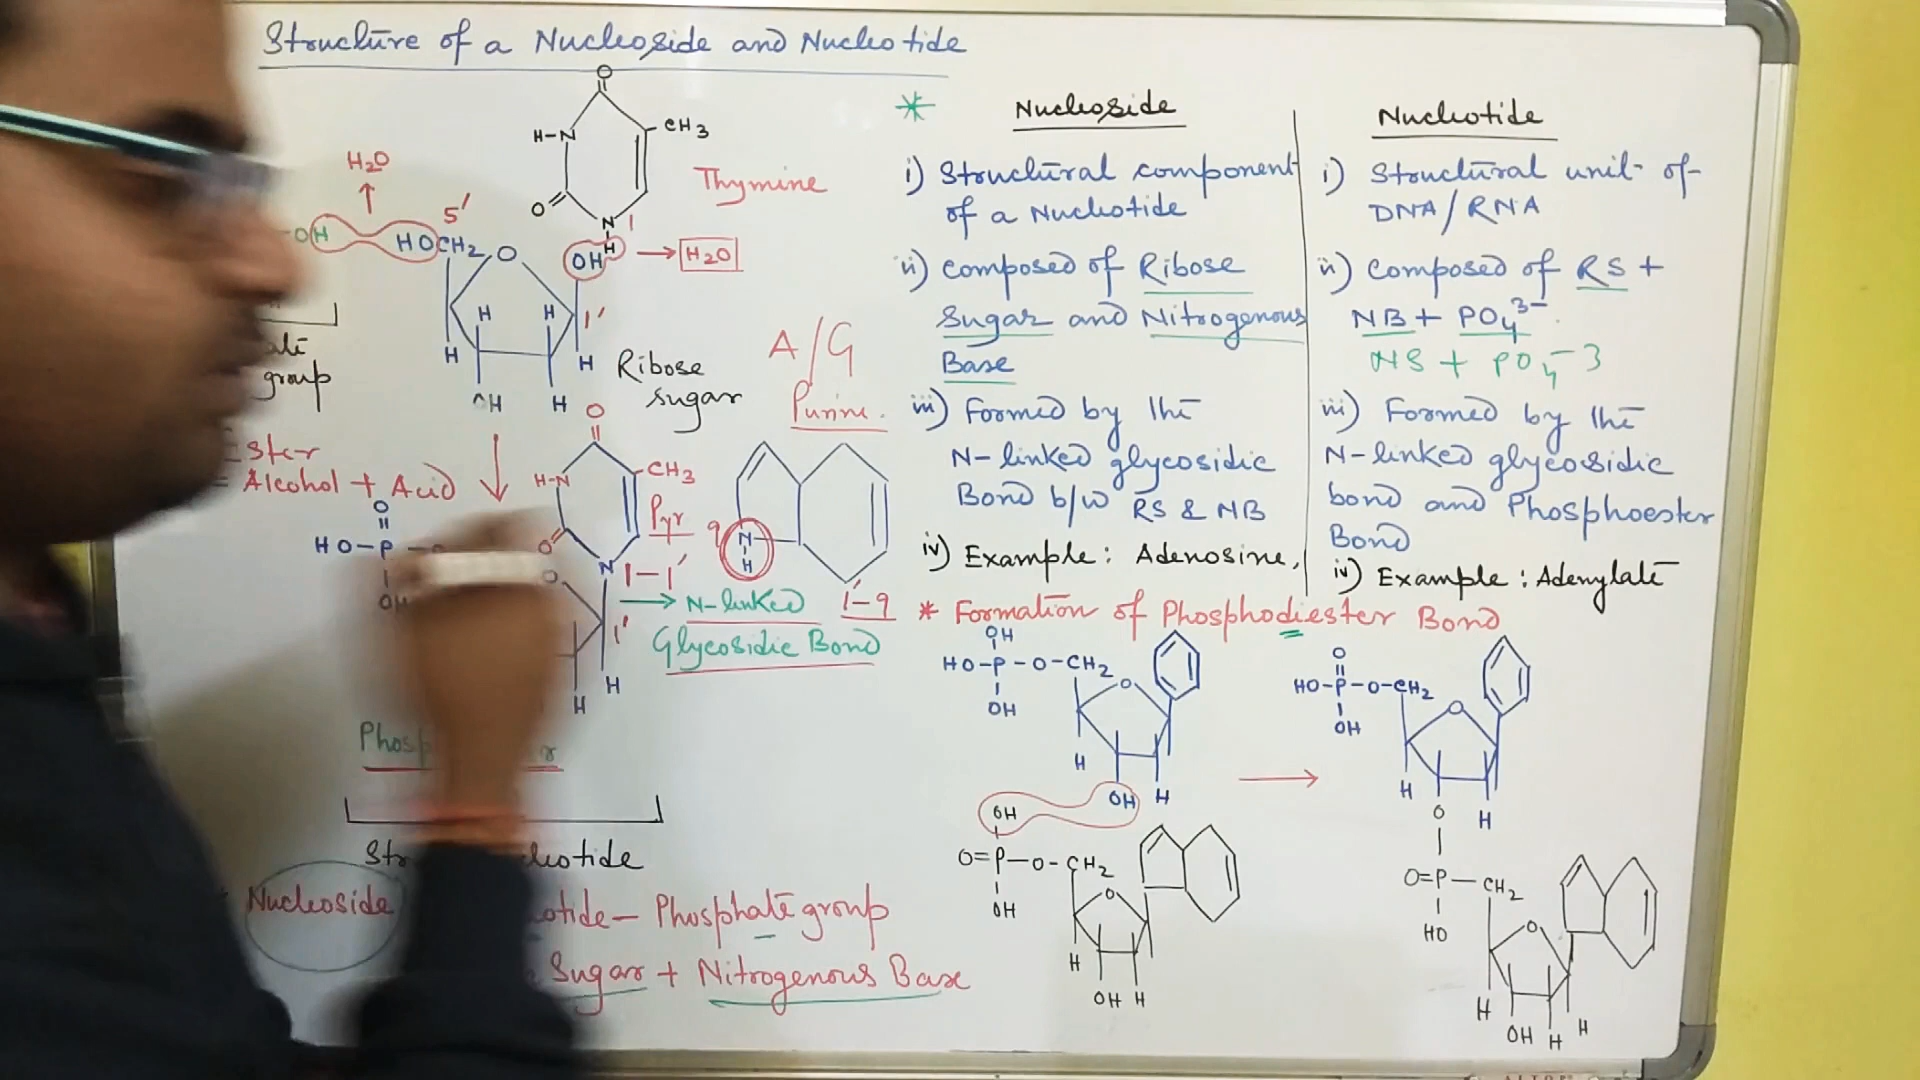 Structure of a Nucleoside and Nucleotide
O
H-N
CH3
Thymine
O
N
1
H
H2O
OH
HOCH2
5'
O
OH
H2O
H
H
1'
H
H
H
H
Ribose
sugar
group
Ester
= Alcohol + Acid
O
HO-P-
OH
O
H-N
CH3
Pyr
O
N
1-1'
O
1'
H
H
N-linked
Glycosidic Bond
A/G
Purine.
9
N
H
1'-9
Nucleoside
otide - Phosphate group
Sugar + Nitrogenous Base
* Nucleoside
i) Structural component
of a Nucleotide
ii) Composed of Ribose
Sugar and Nitrogenous
Base
iii) Formed by the
N-linked glycosidic
Bond b/w RS & NB
iv) Example: Adenosine,
Nucleotide
i) Structural unit of
DNA/RNA
ii) Composed of RS +
NB + PO4 3-
NS + PO4 -3
iii) Formed by the
N-linked glycosidic
bond and Phosphoester
Bond
iv) Example: Adenylate
* Formation of Phosphodiester Bond
OH
HO-P-O-CH2
OH
O
H
OH H
OH
O=P-O-CH2
OH
O
H
OH H
O
HO-P-O-CH2
OH
O
H
H
O
O=P-CH2
HO
O
H
OH H H